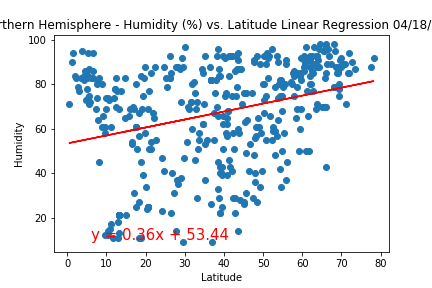 rthern Hemisphere - Humidity (%) vs. Latitude Linear Regression 04/18/
100
80
60
40
20
Humidity
y = 0.36x + 53.44
0 10 20 30 40 50 60 70 80
Latitude